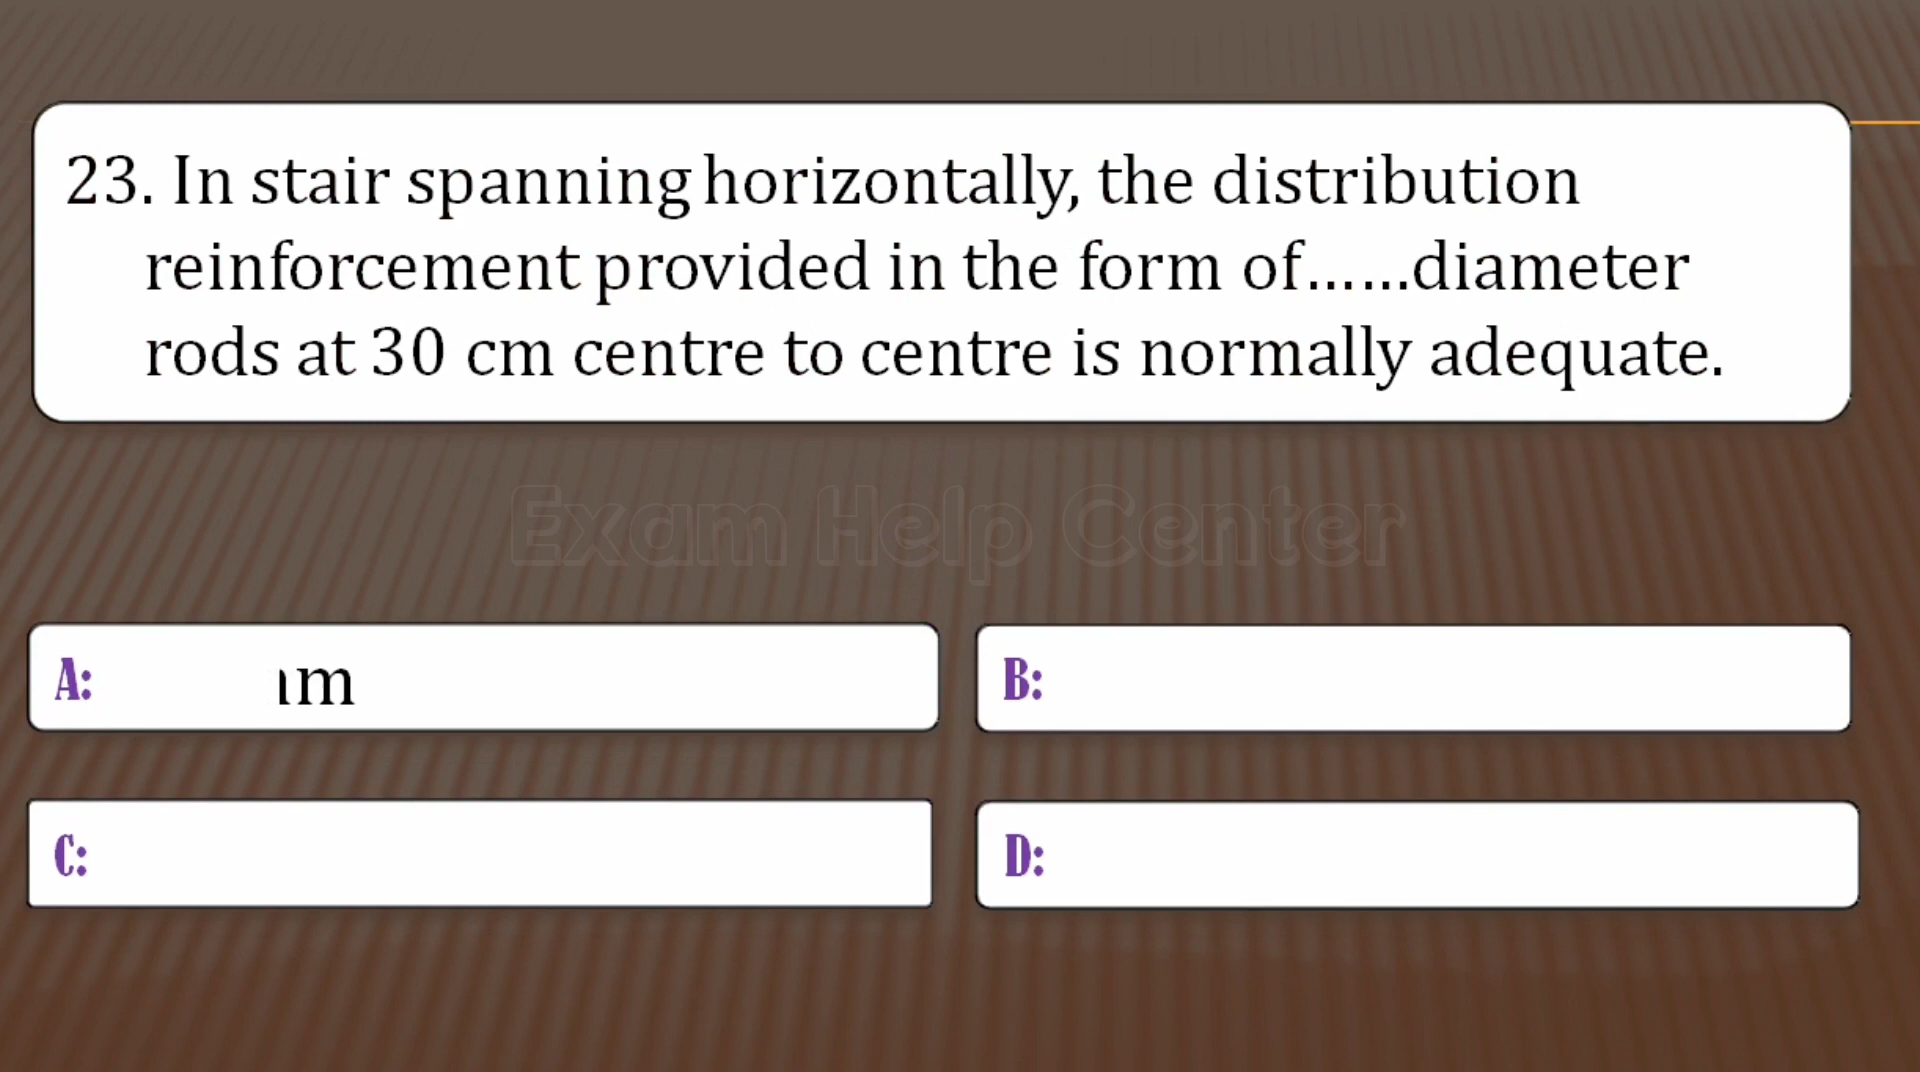 23. In stair spanning horizontally, the distribution
reinforcement provided in the form of......diameter
rods at 30 cm centre to centre is normally adequate.
Exam Help Center
A:
B:
C:
D: